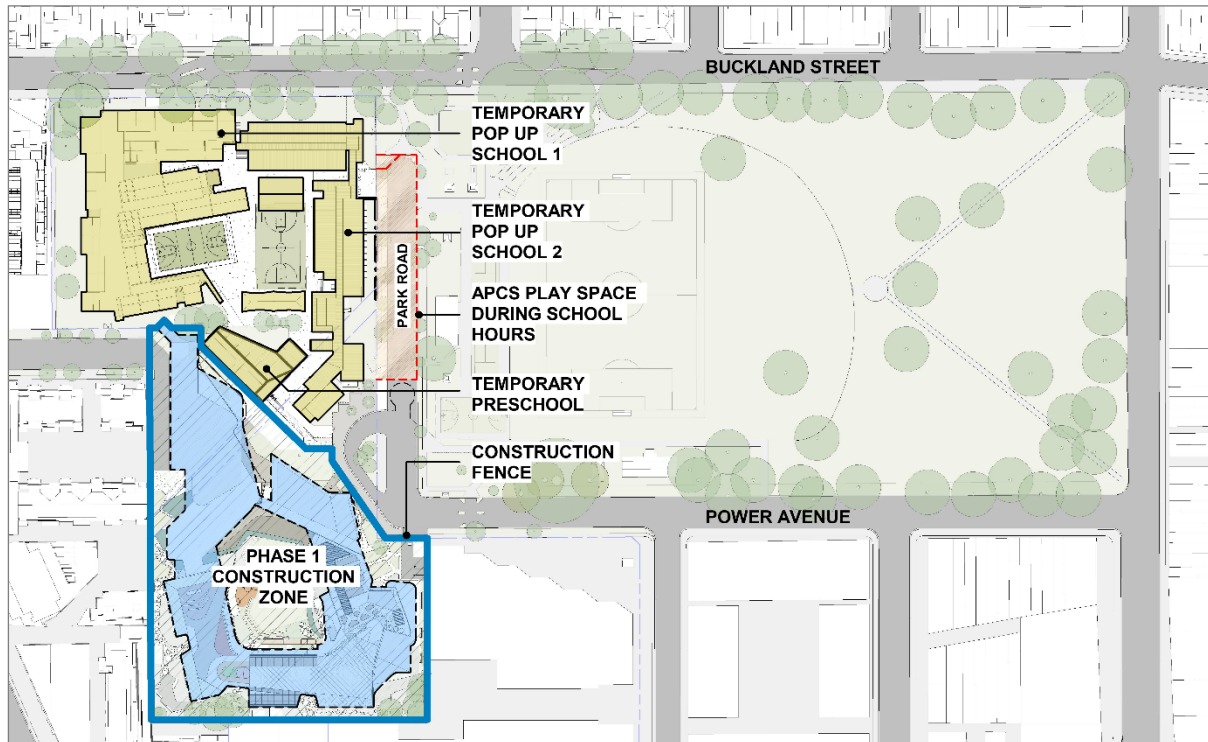 BUCKLAND STREET
TEMPORARY
POP UP
SCHOOL 1
TEMPORARY
POP UP
SCHOOL 2
PARK ROAD
APCS PLAY SPACE
DURING SCHOOL
HOURS
TEMPORARY
PRESCHOOL
CONSTRUCTION
FENCE
POWER AVENUE
PHASE 1
CONSTRUCTION
ZONE